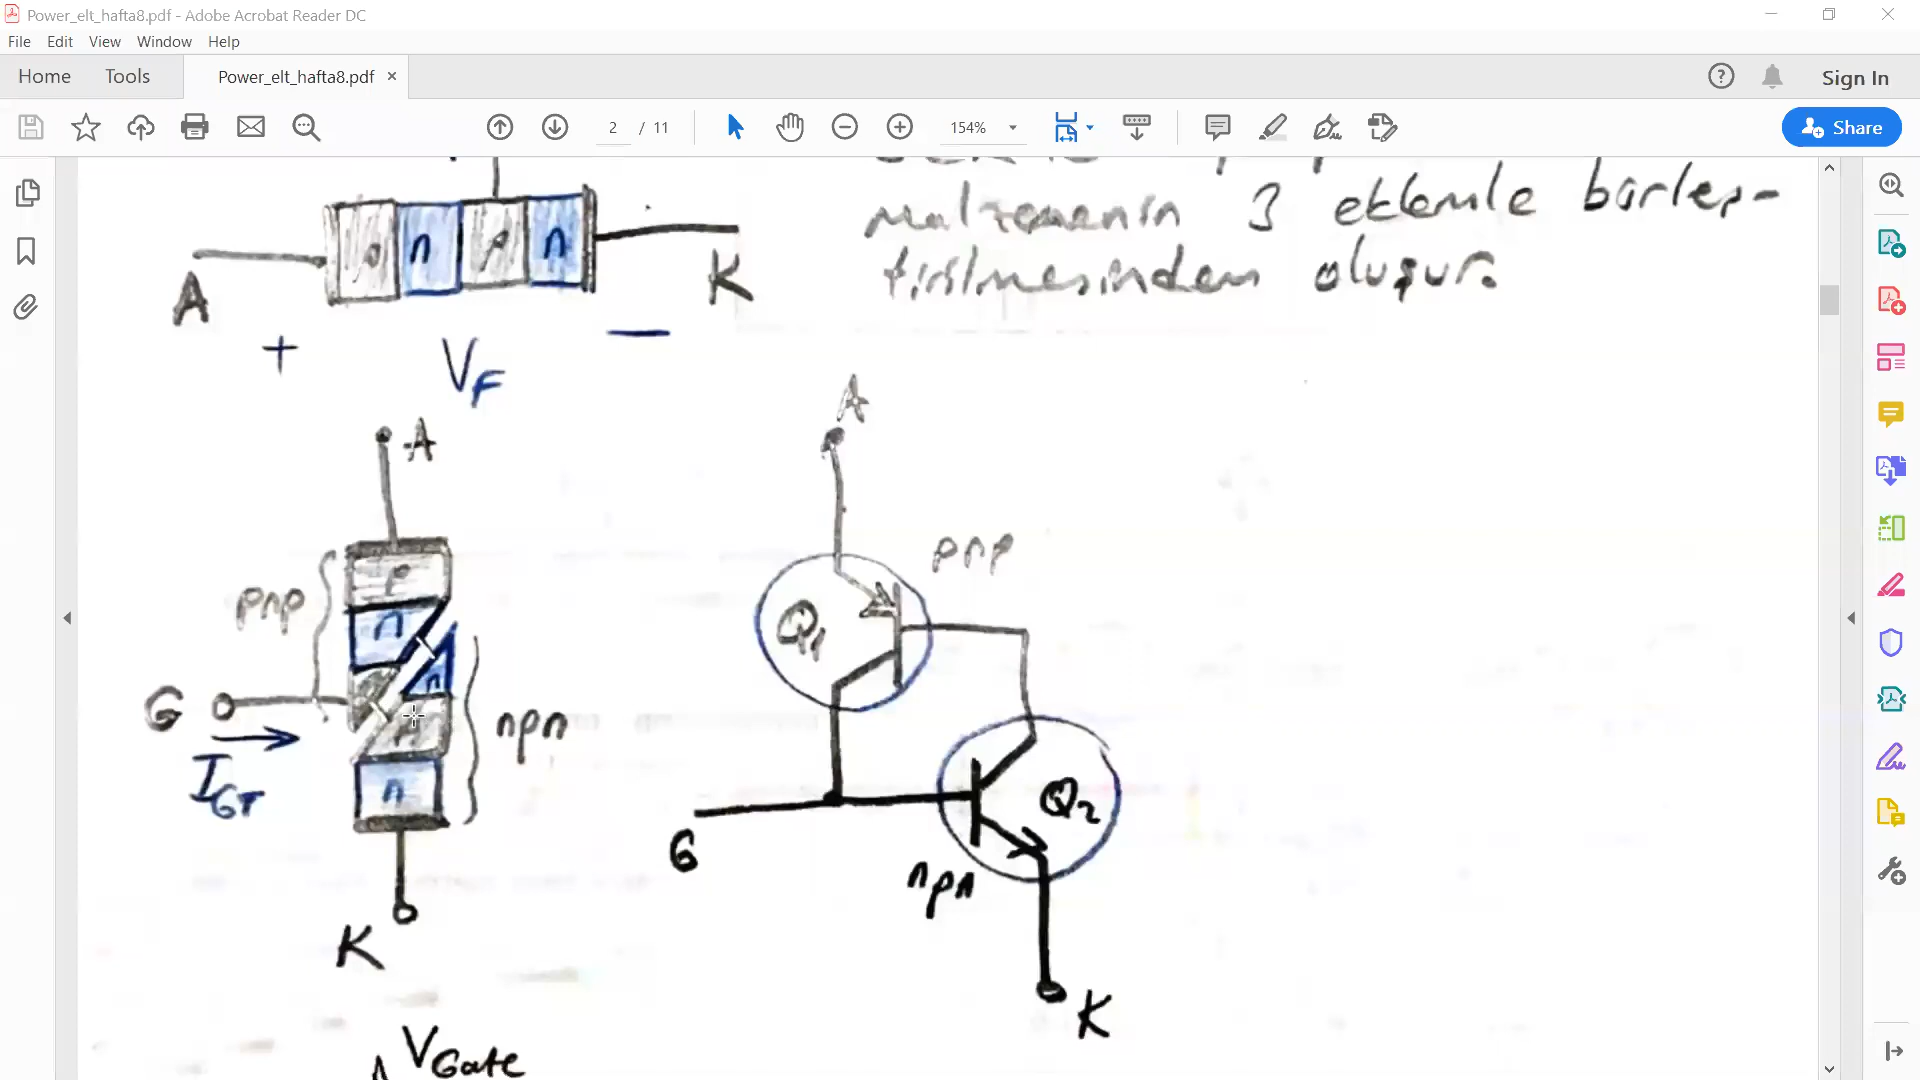 Power_elt_hafta8.pdf - Adobe Acrobat Reader DC
File Edit View Window Help
Home Tools Power_elt_hafta8.pdf ×
2 / 11 154% Share
? Sign In
malzemenin 3 eklemle birleş-
tirilmesinden oluşur.
p n p n
A K
+ VF −
A
pnp
p
n
n
G
p
npn
IGT
n
K
A
pnp
Q1
Q2
G
npn
K
VGate